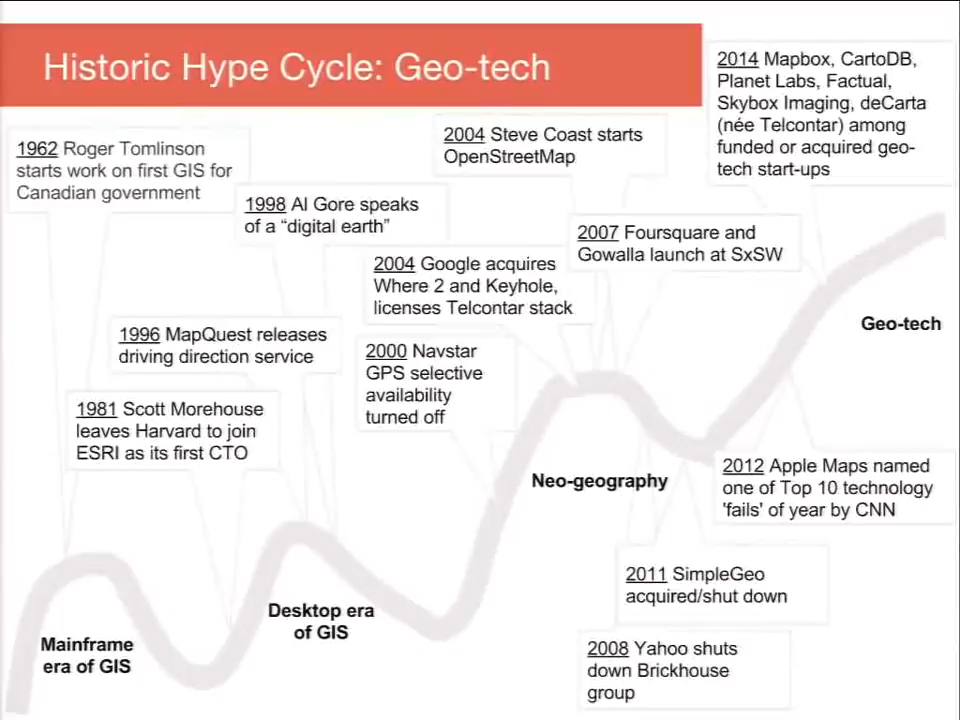 Historic Hype Cycle: Geo-tech
2014 Mapbox, CartoDB,
Planet Labs, Factual,
Skybox Imaging, deCarta
(née Telcontar) among
funded or acquired geo-
tech start-ups
1962 Roger Tomlinson
starts work on first GIS for
Canadian government
2004 Steve Coast starts
OpenStreetMap
1998 Al Gore speaks
of a “digital earth”
2007 Foursquare and
Gowalla launch at SxSW
2004 Google acquires
Where 2 and Keyhole,
licenses Telcontar stack
1996 MapQuest releases
driving direction service
2000 Navstar
GPS selective
availability
turned off
Geo-tech
1981 Scott Morehouse
leaves Harvard to join
ESRI as its first CTO
Neo-geography
2012 Apple Maps named
one of Top 10 technology
'fails' of year by CNN
2011 SimpleGeo
acquired/shut down
Desktop era
of GIS
Mainframe
era of GIS
2008 Yahoo shuts
down Brickhouse
group